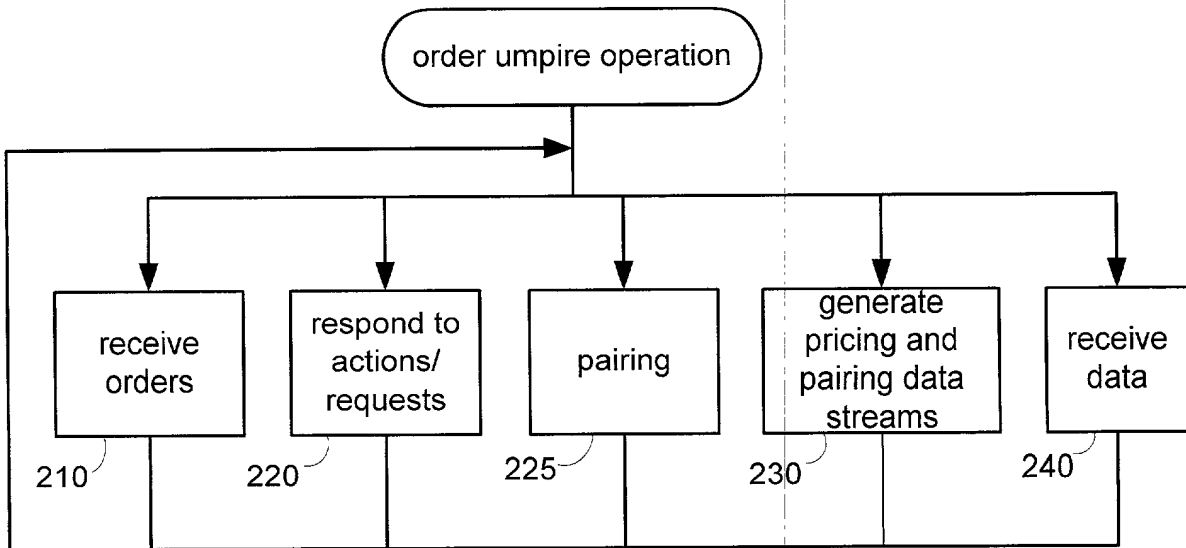 order umpire operation
receive
orders
respond to
actions/
requests
pairing
generate
pricing and
pairing data
streams
receive
data
210
220
225
230
240